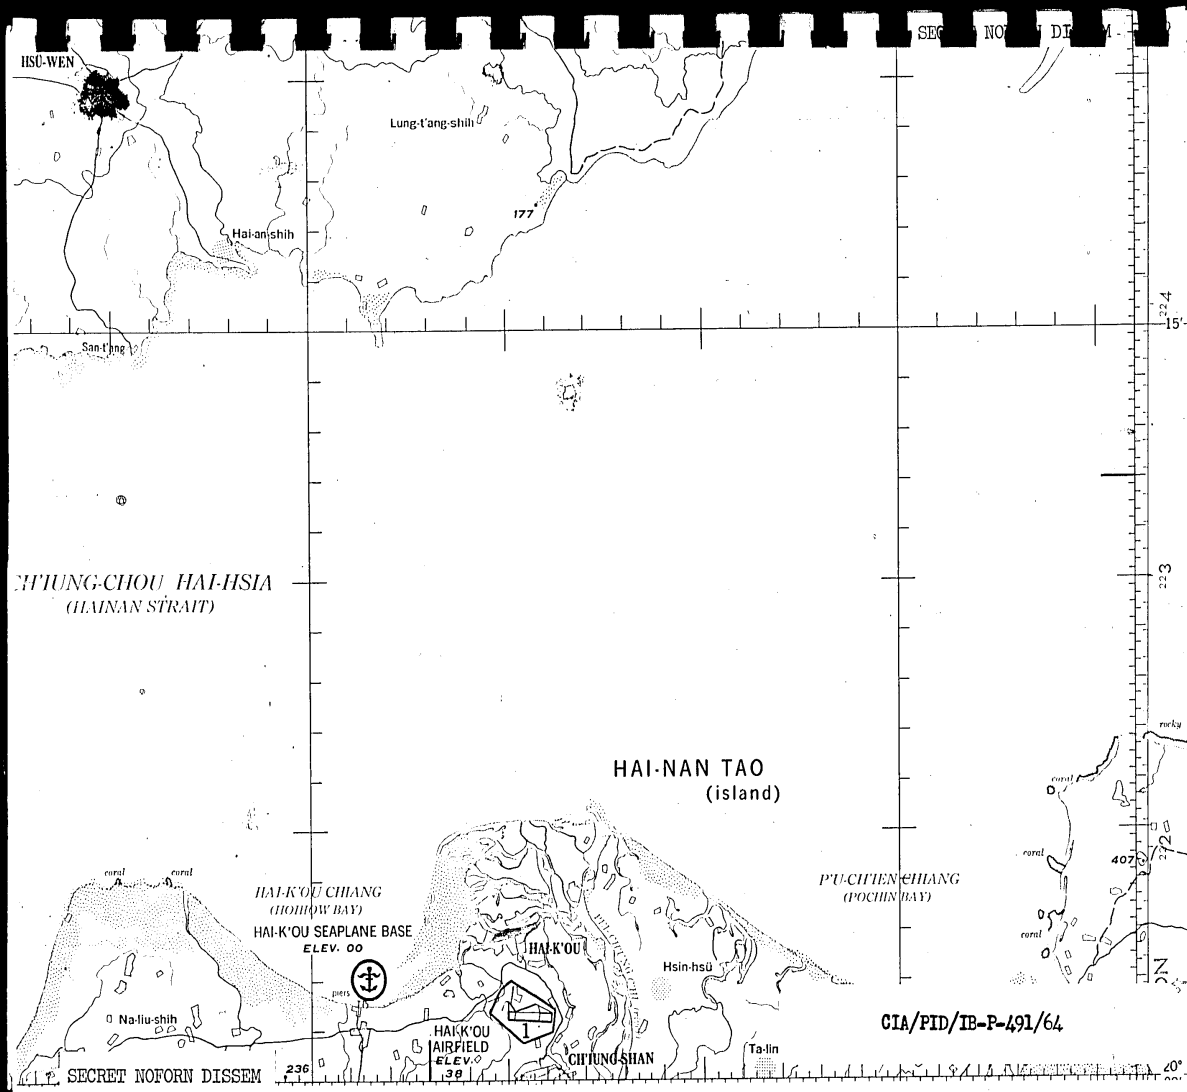 HSÜ-WEN
Lung-t'ang-shih
177
Hai-an-shih
224
15'
San-t'ang
CH'IUNG-CHOU HAI-HSIA
(HAINAN STRAIT)
223
rocky
HAI-NAN TAO
(island)
coral
coral
coral
coral
407
222
coral
HAI-K'OU CHIANG
(HOIHOW BAY)
P'U-CH'IEN CHIANG
(POCHIN BAY)
HAI-K'OU SEAPLANE BASE
ELEV. 00
HAI-K'OU
Hsin-hsü
piers
Na-liu-shih
1
CIA/PID/IB-P-491/64
HAI-K'OU
AIRFIELD
ELEV.
38
CH'IUNG-SHAN
Ta-lin
SECRET NOFORN DISSEM
236
20°